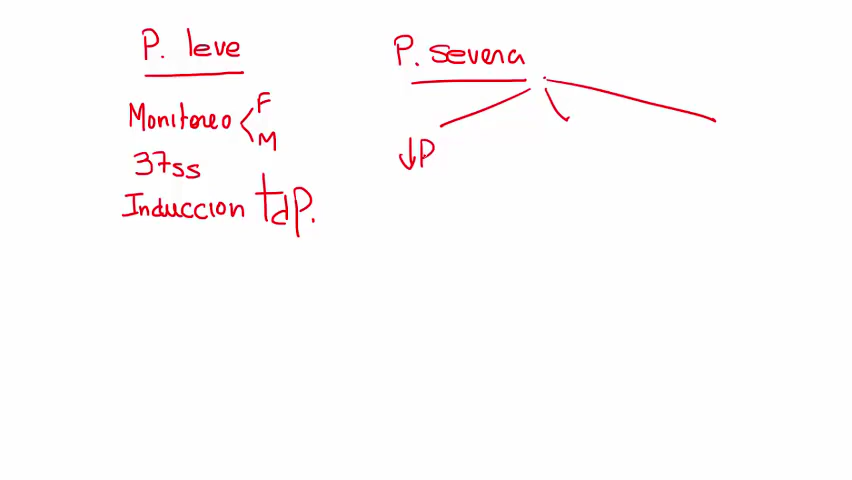 P. leve
Monitoreo < F
M
37ss
Induccion tdp.
P. severa
↓P